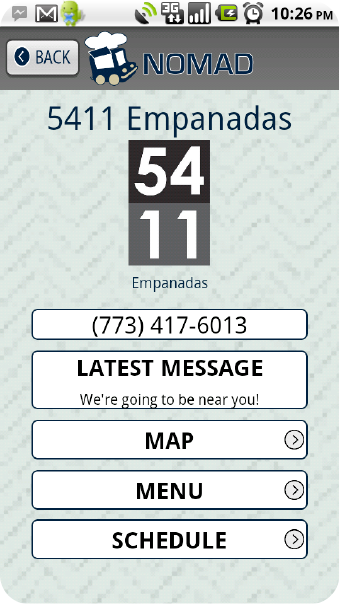 10:26 PM
BACK
NOMAD
5411 Empanadas
54
11
Empanadas
(773) 417-6013
LATEST MESSAGE
We're going to be near you!
MAP
MENU
SCHEDULE